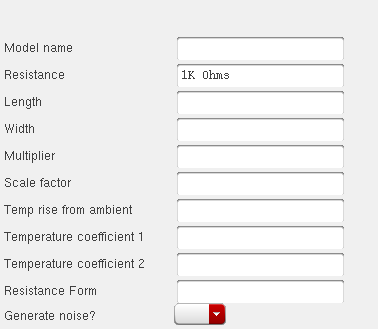 Model name
Resistance 1K Ohms
Length
Width
Multiplier
Scale factor
Temp rise from ambient
Temperature coefficient 1
Temperature coefficient 2
Resistance Form
Generate noise?